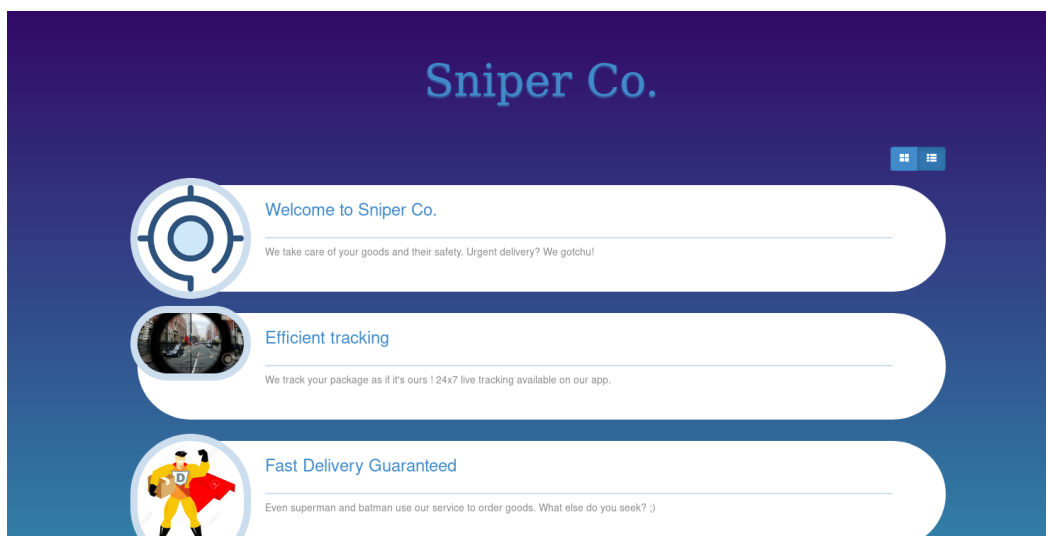 Sniper Co.
Welcome to Sniper Co.
We take care of your goods and their safety. Urgent delivery? We gotchu!
Efficient tracking
We track your package as if it's ours ! 24x7 live tracking available on our app.
D
Fast Delivery Guaranteed
Even superman and batman use our service to order goods. What else do you seek? ;)